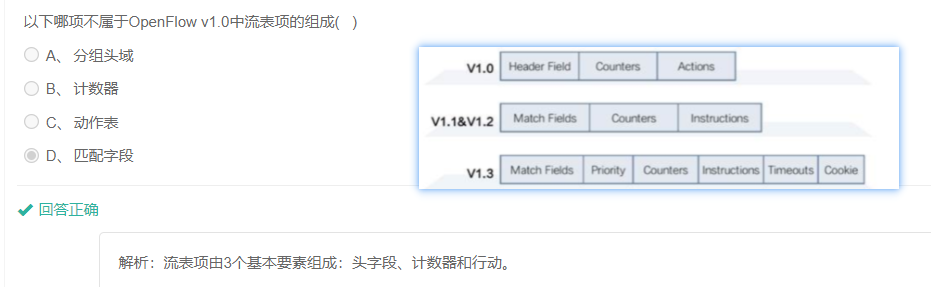 以下哪项不属于OpenFlow v1.0中流表项的组成( )
A、 分组头域
B、 计数器
C、 动作表
D、 匹配字段
V1.0 Header Field Counters Actions
V1.1&V1.2 Match Fields Counters Instructions
V1.3 Match Fields Priority Counters Instructions Timeouts Cookie
回答正确
解析：流表项由3个基本要素组成：头字段、计数器和行动。